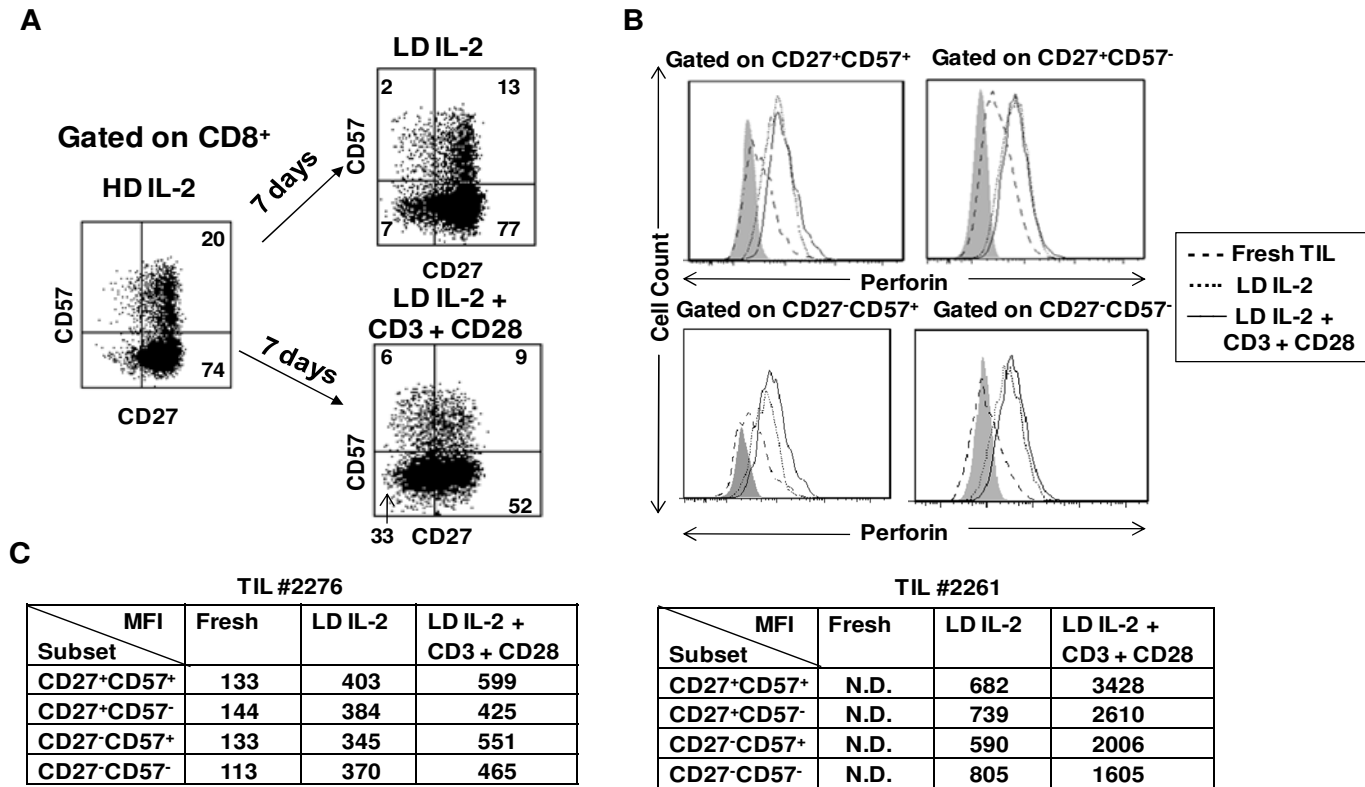 A
LD IL-2
2 13
CD57
7 77
CD27
Gated on CD8⁺
HD IL-2
7 days
20
CD57
74
CD27
7 days
LD IL-2 +
CD3 + CD28
6 9
CD57
52
33 CD27
B
Gated on CD27⁺CD57⁺ Gated on CD27⁺CD57⁻
Perforin
Cell Count
Gated on CD27⁻CD57⁺ Gated on CD27⁻CD57⁻
Perforin
Fresh TIL
LD IL-2
LD IL-2 +
CD3 + CD28
C
TIL #2276
MFI Fresh LD IL-2 LD IL-2 +
Subset CD3 + CD28
CD27⁺CD57⁺ 133 403 599
CD27⁺CD57⁻ 144 384 425
CD27⁻CD57⁺ 133 345 551
CD27⁻CD57⁻ 113 370 465
TIL #2261
MFI Fresh LD IL-2 LD IL-2 +
Subset CD3 + CD28
CD27⁺CD57⁺ N.D. 682 3428
CD27⁺CD57⁻ N.D. 739 2610
CD27⁻CD57⁺ N.D. 590 2006
CD27⁻CD57⁻ N.D. 805 1605